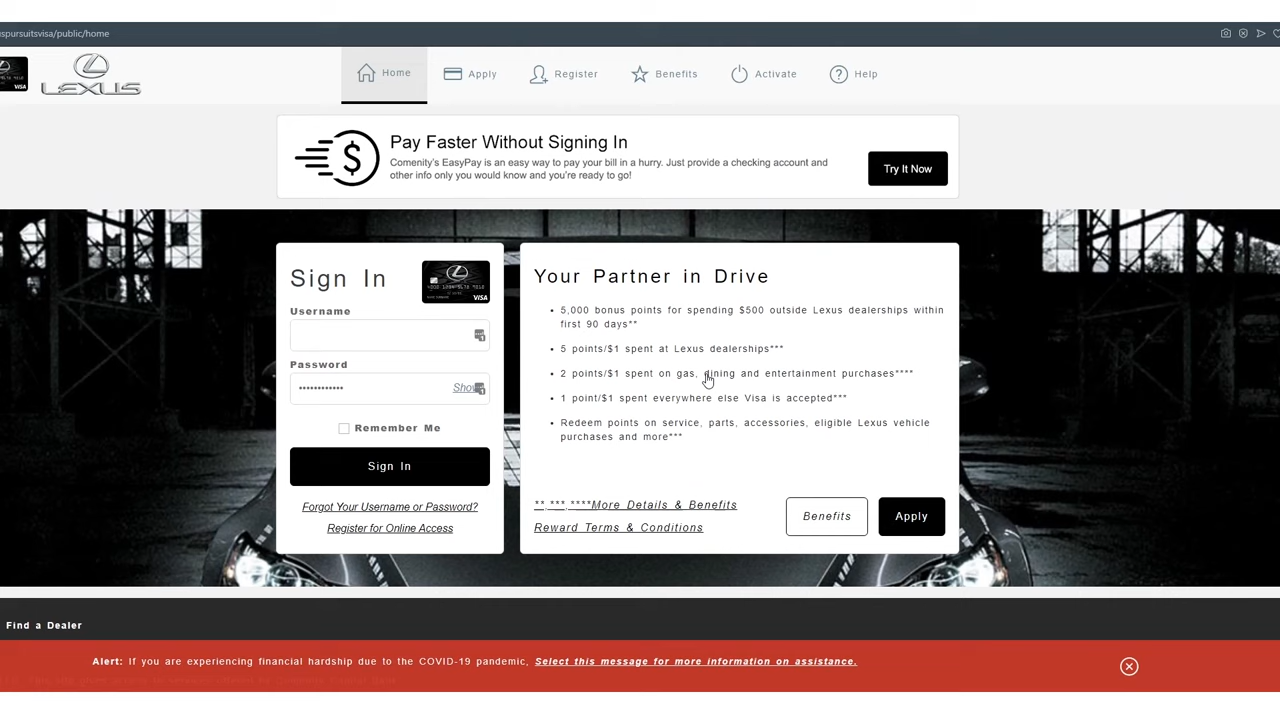 spursuitsvisa/public/home
LEXUS
Home
Apply
Register
Benefits
Activate
Help
Pay Faster Without Signing In
Comenity's EasyPay is an easy way to pay your bill in a hurry. Just provide a checking account and
other info only you would know and you're ready to go!
Try It Now
Sign In
VISA
Username
Password
••••••••••••
Show
Remember Me
Sign In
Forgot Your Username or Password?
Register for Online Access
Your Partner in Drive
• 5,000 bonus points for spending $500 outside Lexus dealerships within
first 90 days**
• 5 points/$1 spent at Lexus dealerships***
• 2 points/$1 spent on gas, dining and entertainment purchases****
• 1 point/$1 spent everywhere else Visa is accepted***
• Redeem points on service, parts, accessories, eligible Lexus vehicle
purchases and more***
**,***,****More Details & Benefits
Reward Terms & Conditions
Benefits
Apply
Find a Dealer
Alert: If you are experiencing financial hardship due to the COVID-19 pandemic, Select this message for more information on assistance.